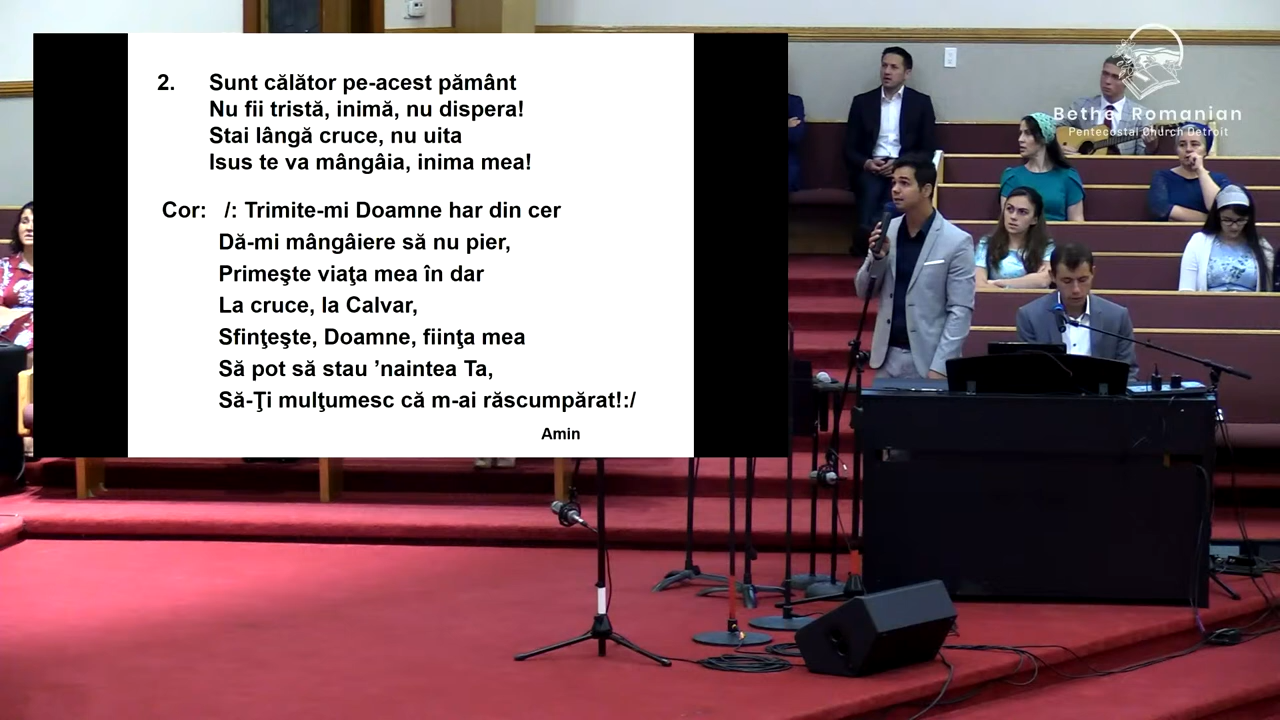 2. Sunt călător pe-acest pământ
Nu fii tristă, inimă, nu dispera!
Stai lângă cruce, nu uita
Isus te va mângâia, inima mea!
Cor: /: Trimite-mi Doamne har din cer
Dă-mi mângâiere să nu pier,
Primeşte viaţa mea în dar
La cruce, la Calvar,
Sfinţeşte, Doamne, fiinţa mea
Să pot să stau ’naintea Ta,
Să-Ţi mulţumesc că m-ai răscumpărat!:/
Amin
Bethel Romanian
Pentecostal Church Detroit